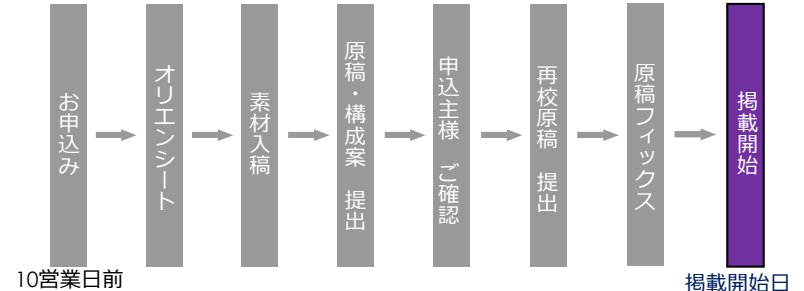 お申込み
オリエンシート
素材入稿
原稿・構成案　提出
申込主様　ご確認
再校原稿　提出
原稿フィックス
掲載開始
10営業日前
掲載開始日